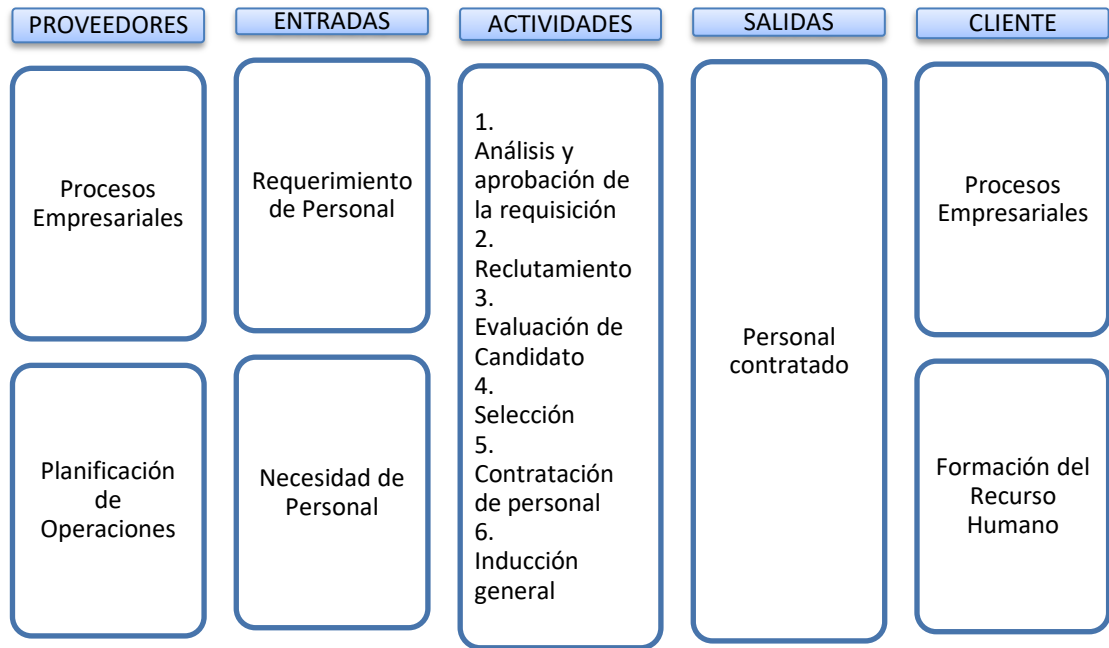 PROVEEDORES
ENTRADAS
ACTIVIDADES
SALIDAS
CLIENTE
Procesos
Empresariales
Planificación
de
Operaciones
Requerimiento
de Personal
Necesidad de
Personal
1.
Análisis y
aprobación de
la requisición
2.
Reclutamiento
3.
Evaluación de
Candidato
4.
Selección
5.
Contratación
de personal
6.
Inducción
general
Personal
contratado
Procesos
Empresariales
Formación del
Recurso
Humano